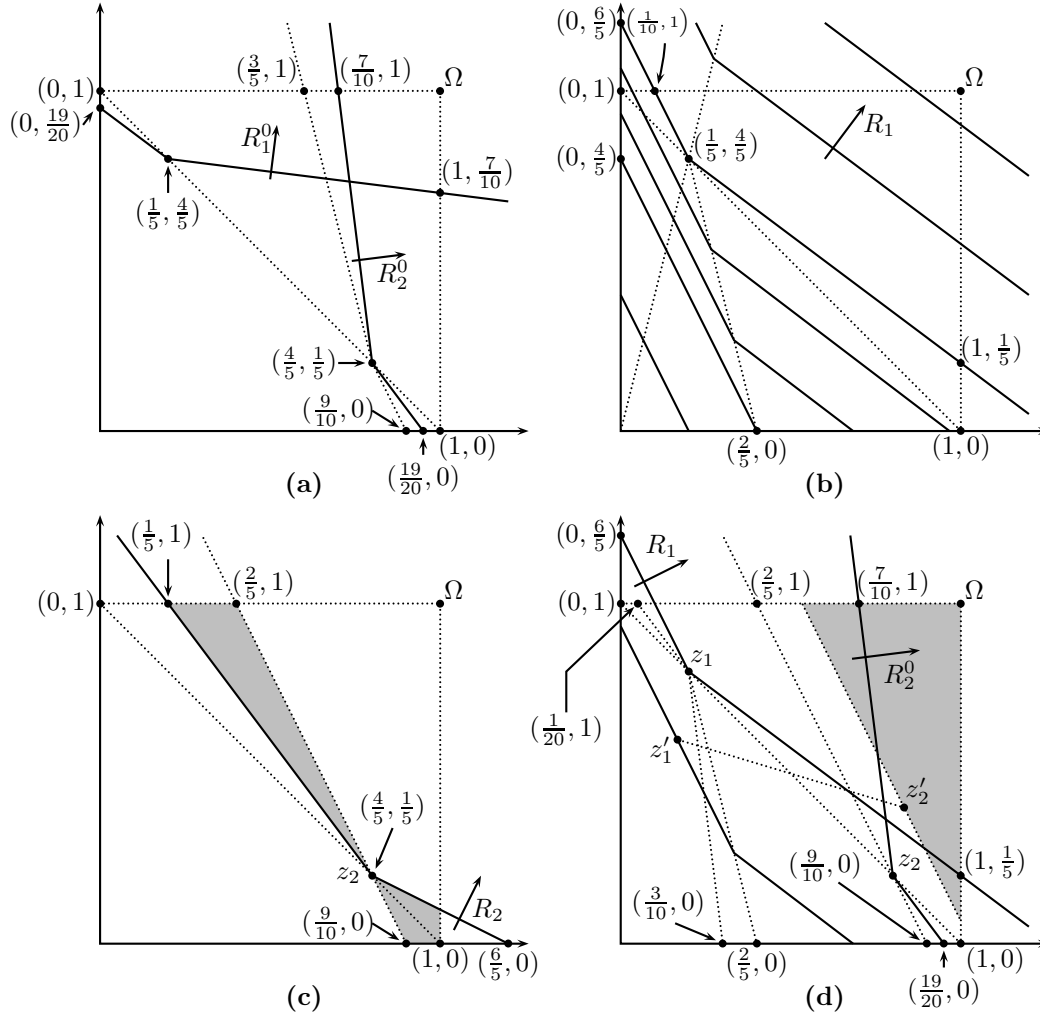 (3/5, 1) (7/10, 1) Ω
(0, 1)
(0, 19/20)
R_1^0
(1/5, 4/5)
(1, 7/10)
R_2^0
(4/5, 1/5)
(9/10, 0)
(1, 0)
(19/20, 0)
(a)
(0, 6/5) (1/10, 1)
Ω
(0, 1)
R_1
(0, 4/5) (1/5, 4/5)
(1, 1/5)
(2/5, 0) (1, 0)
(b)
(1/5, 1)
(2/5, 1) Ω
(0, 1)
(4/5, 1/5)
z_2
R_2
(9/10, 0)
(1, 0) (6/5, 0)
(c)
(0, 6/5) R_1
(2/5, 1) (7/10, 1) Ω
(0, 1)
z_1 R_2^0
(1/20, 1)
z_1′
z_2′
(9/10, 0) z_2 (1, 1/5)
(3/10, 0)
(2/5, 0) (1, 0)
(19/20, 0)
(d)